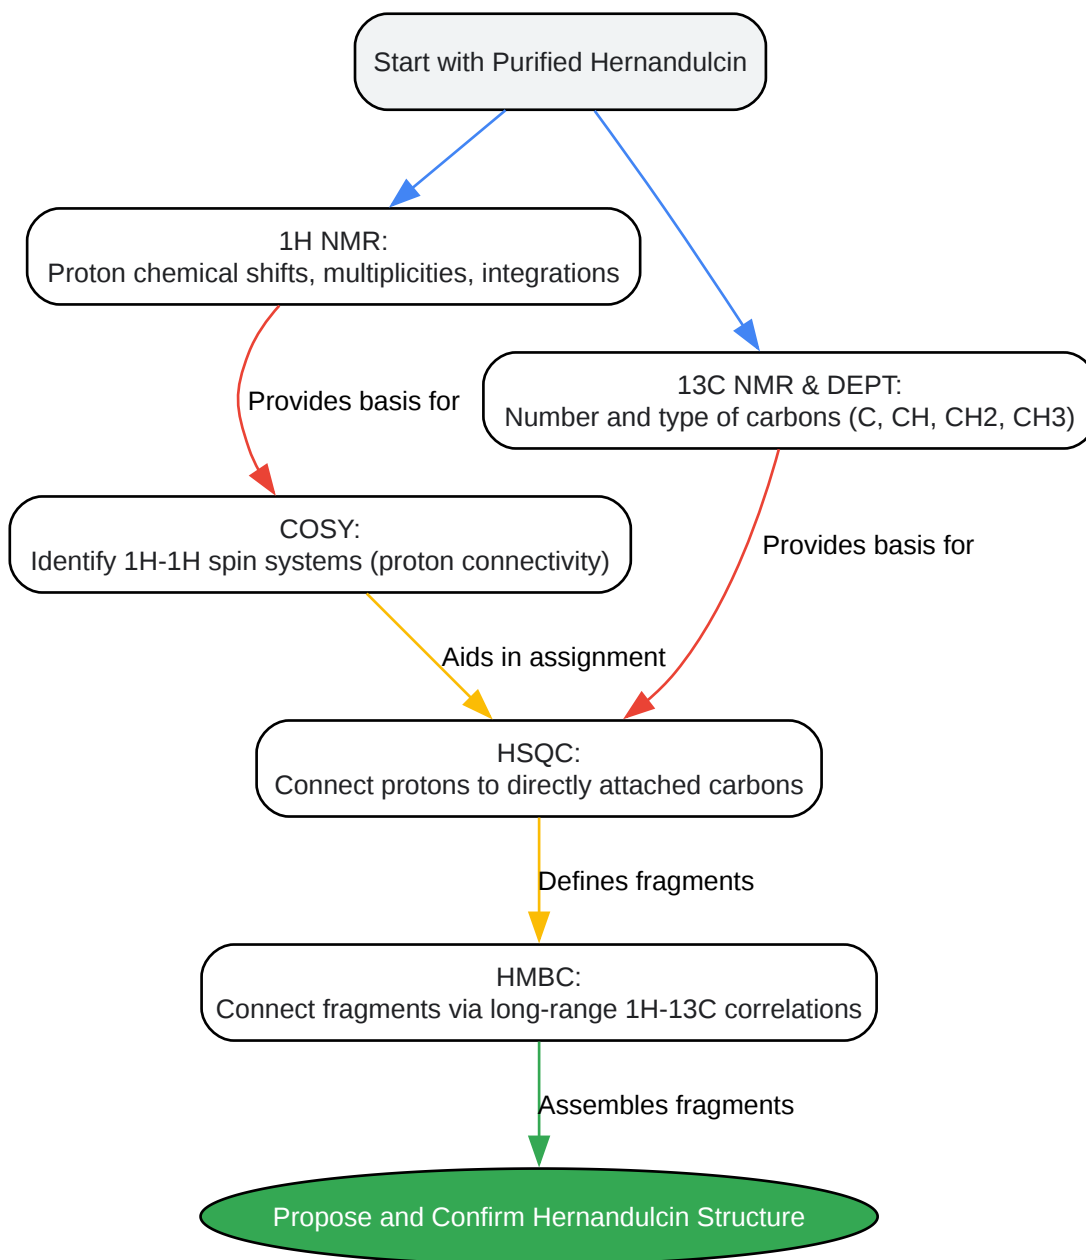 Start with Purified Hernandulcin
1H NMR:
Proton chemical shifts, multiplicities, integrations
13C NMR & DEPT:
Number and type of carbons (C, CH, CH2, CH3)
Provides basis for
COSY:
Identify 1H-1H spin systems (proton connectivity)
Provides basis for
Aids in assignment
HSQC:
Connect protons to directly attached carbons
Defines fragments
HMBC:
Connect fragments via long-range 1H-13C correlations
Assembles fragments
Propose and Confirm Hernandulcin Structure